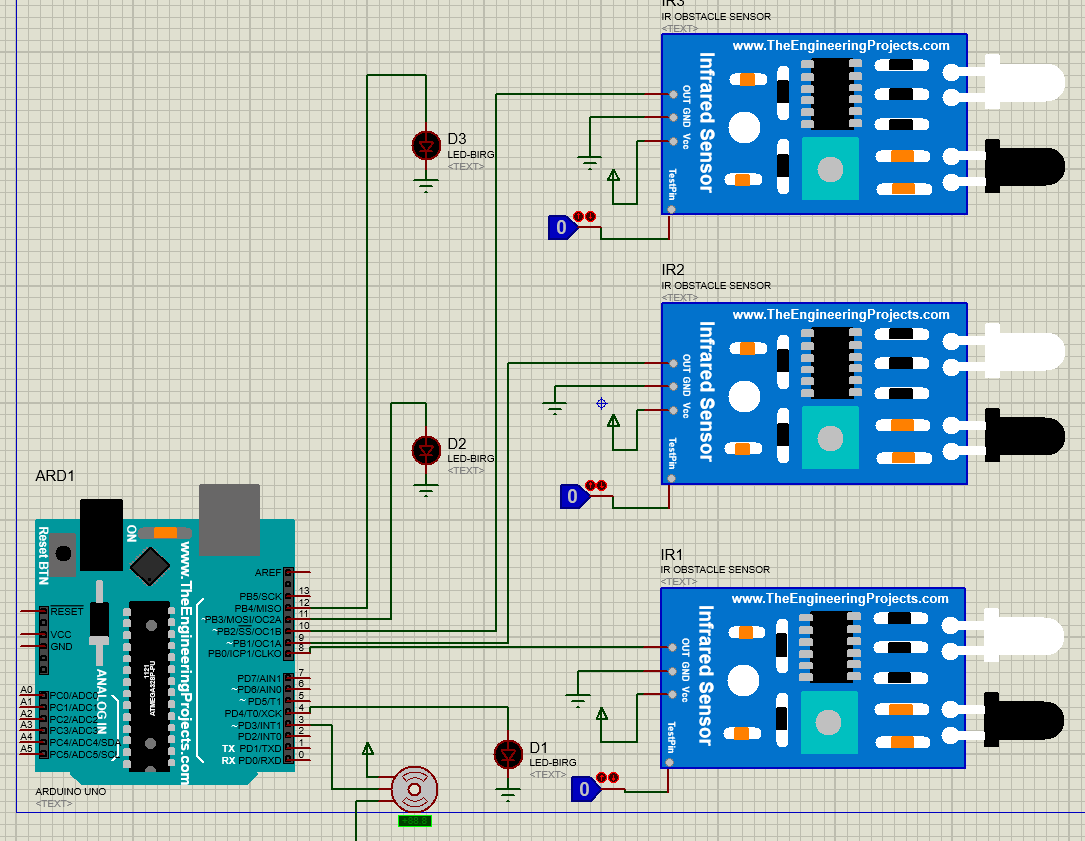 IR3
IR OBSTACLE SENSOR
<TEXT>
www.TheEngineeringProjects.com
Infrared Sensor
OUT
GND
Vcc
TestPin
0
D3
LED-BIRG
<TEXT>
IR2
IR OBSTACLE SENSOR
<TEXT>
www.TheEngineeringProjects.com
Infrared Sensor
OUT
GND
Vcc
TestPin
0
D2
LED-BIRG
<TEXT>
IR1
IR OBSTACLE SENSOR
<TEXT>
www.TheEngineeringProjects.com
Infrared Sensor
OUT
GND
Vcc
TestPin
0
D1
LED-BIRG
<TEXT>
ARD1
Reset BTN
ON
www.TheEngineeringProjects.com
ANALOG IN
1121
ATMEGA328P-PU
RESET
VCC
GND
A0 PC0/ADC0
A1 PC1/ADC1
A2 PC2/ADC2
A3 PC3/ADC3
A4 PC4/ADC4/SDA
A5 PC5/ADC5/SCL
AREF
PB5/SCK 13
PB4/MISO 12
~PB3/MOSI/OC2A 11
~PB2/SS/OC1B 10
~PB1/OC1A 9
PB0/ICP1/CLKO 8
PD7/AIN1 7
~PD6/AIN0 6
~PD5/T1 5
PD4/T0/XCK 4
~PD3/INT1 3
PD2/INT0 2
TX PD1/TXD 1
RX PD0/RXD 0
ARDUINO UNO
<TEXT>